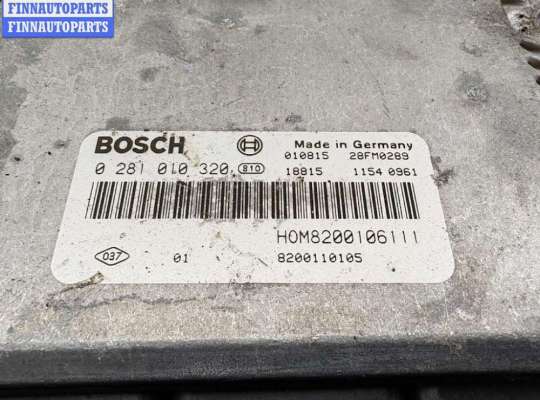 FINNAUTOPARTS
FINNAUTOPARTS
BOSCH
Made in Germany
0 281 010 320 810
010815 28FM0289
18815 1154 0961
HOM8200106111
037 01 8200110105